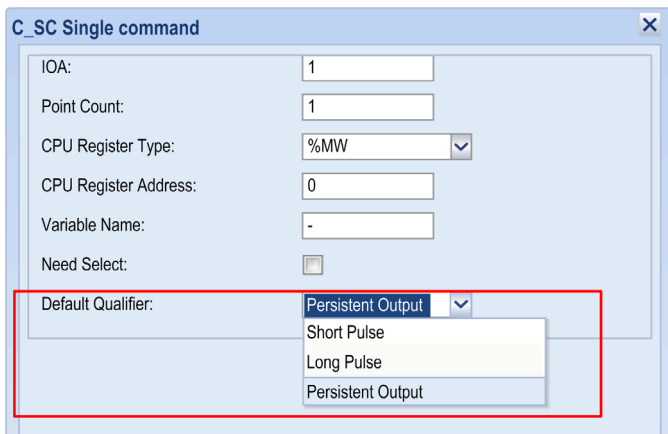 C_SC Single command
IOA: 1
Point Count: 1
CPU Register Type: %MW
CPU Register Address: 0
Variable Name: -
Need Select:
Default Qualifier: Persistent Output
Short Pulse
Long Pulse
Persistent Output